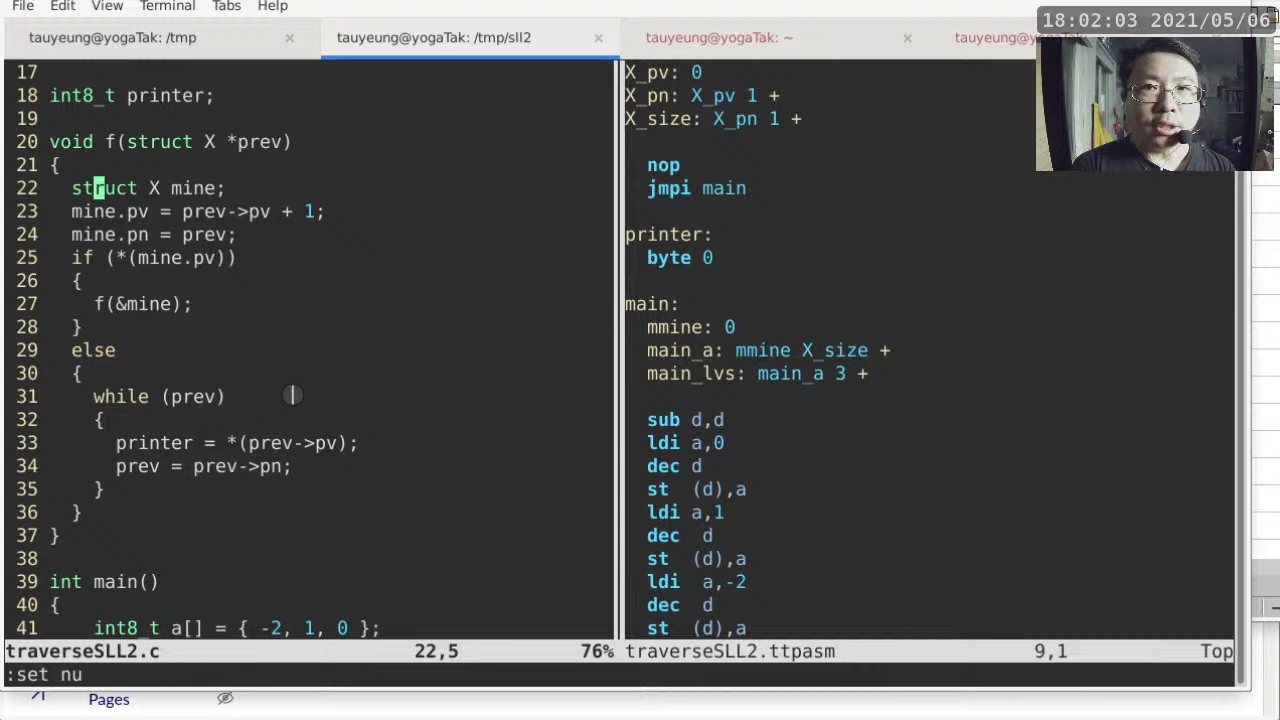 File Edit View Terminal Tabs Help
18:02:03 2021/05/06
tauyeung@yogaTak: /tmp × tauyeung@yogaTak: /tmp/sll2 × tauyeung@yogaTak: ~ × tauyeung@yogaTak:
17
18 int8_t printer;
19
20 void f(struct X *prev)
21 {
22   struct X mine;
23   mine.pv = prev->pv + 1;
24   mine.pn = prev;
25   if (*(mine.pv))
26   {
27     f(&mine);
28   }
29   else
30   {
31     while (prev)
32     {
33       printer = *(prev->pv);
34       prev = prev->pn;
35     }
36   }
37 }
38
39 int main()
40 {
41     int8_t a[] = { -2, 1, 0 };
traverseSLL2.c 22,5 76%
:set nu
X_pv: 0
X_pn: X_pv 1 +
X_size: X_pn 1 +
nop
jmpi main
printer:
byte 0
main:
mmine: 0
main_a: mmine X_size +
main_lvs: main_a 3 +
sub d,d
ldi a,0
dec d
st (d),a
ldi a,1
dec d
st (d),a
ldi a,-2
dec d
st (d),a
traverseSLL2.ttpasm 9,1 Top
Pages